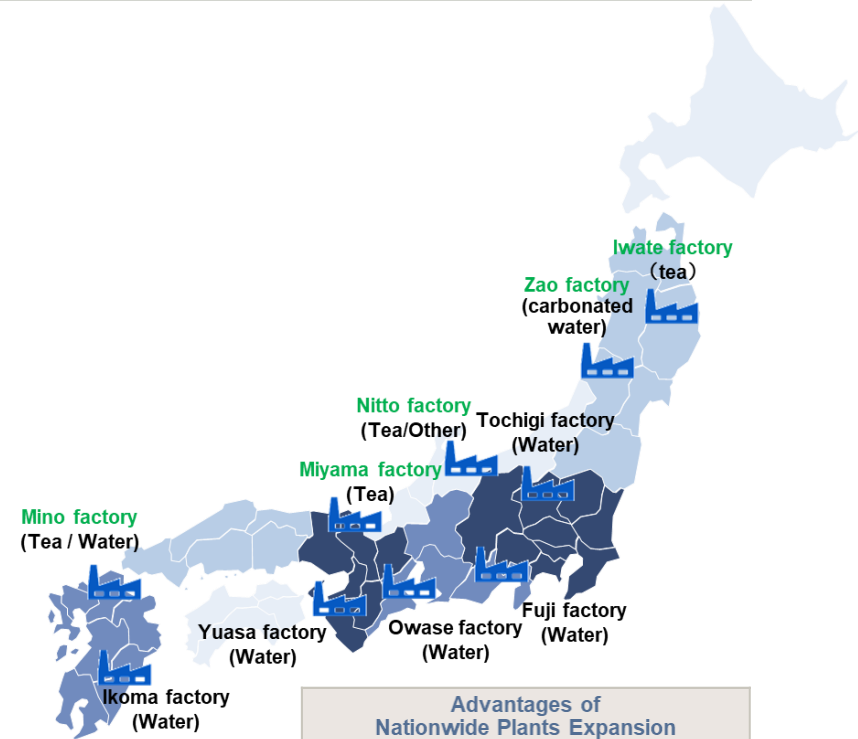 Iwate factory
（tea）
Zao factory
(carbonated
water)
Nitto factory
(Tea/Other)
Tochigi factory
(Water)
Miyama factory
(Tea)
Mino factory
(Tea / Water)
Fuji factory
(Water)
Owase factory
(Water)
Yuasa factory
(Water)
Ikoma factory
(Water)
Advantages of
Nationwide Plants Expansion